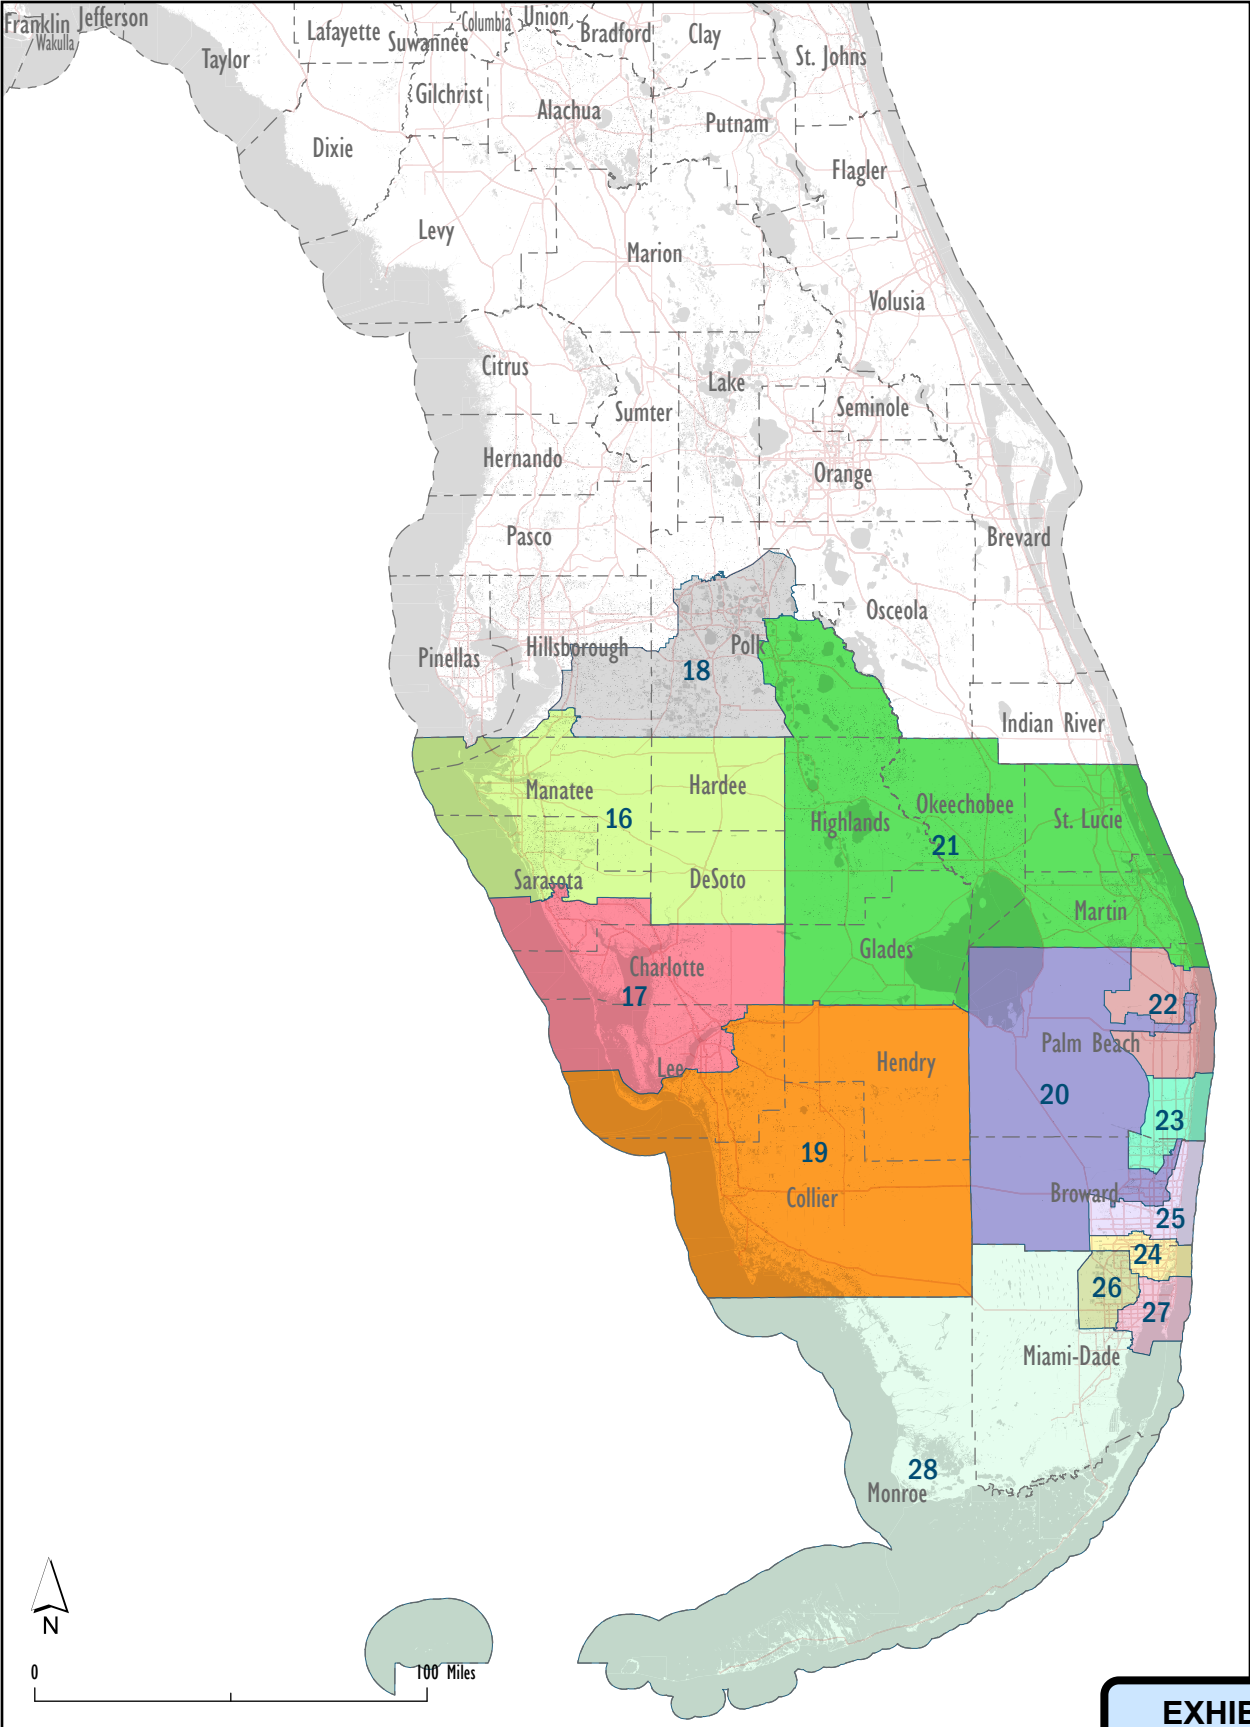 Franklin
Jefferson
Wakulla
Taylor
Lafayette
Suwannee
Columbia
Union
Bradford
Clay
St. Johns
Gilchrist
Alachua
Putnam
Dixie
Flagler
Levy
Marion
Volusia
Citrus
Lake
Sumter
Seminole
Hernando
Orange
Pasco
Brevard
Osceola
Hillsborough
Polk
Pinellas
18
Indian River
Manatee
Hardee
Okeechobee
16
Highlands
St. Lucie
21
Sarasota
DeSoto
Martin
Glades
Charlotte
17
22
Palm Beach
Lee
Hendry
20
23
19
Collier
Broward
25
24
26
27
Miami-Dade
28
Monroe
N
0
100 Miles